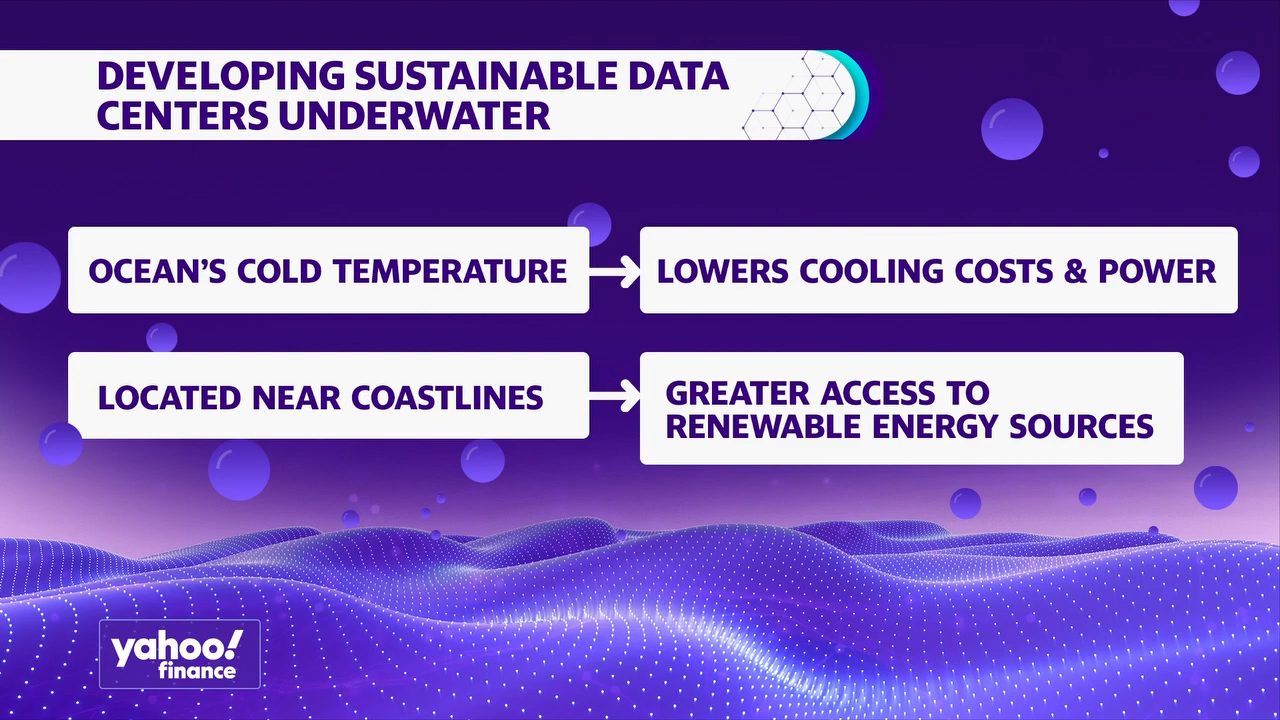 DEVELOPING SUSTAINABLE DATA
CENTERS UNDERWATER
OCEAN’S COLD TEMPERATURE
LOWERS COOLING COSTS & POWER
LOCATED NEAR COASTLINES
GREATER ACCESS TO
RENEWABLE ENERGY SOURCES
yahoo!
finance